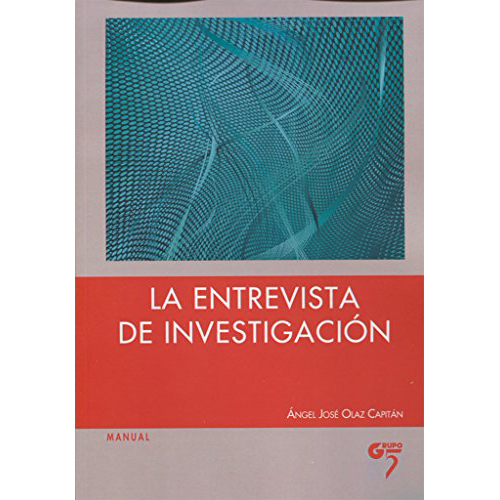 LA ENTREVISTA
DE INVESTIGACIÓN
ÁNGEL JOSÉ OLAZ CAPITÁN
MANUAL
GRUPO
5